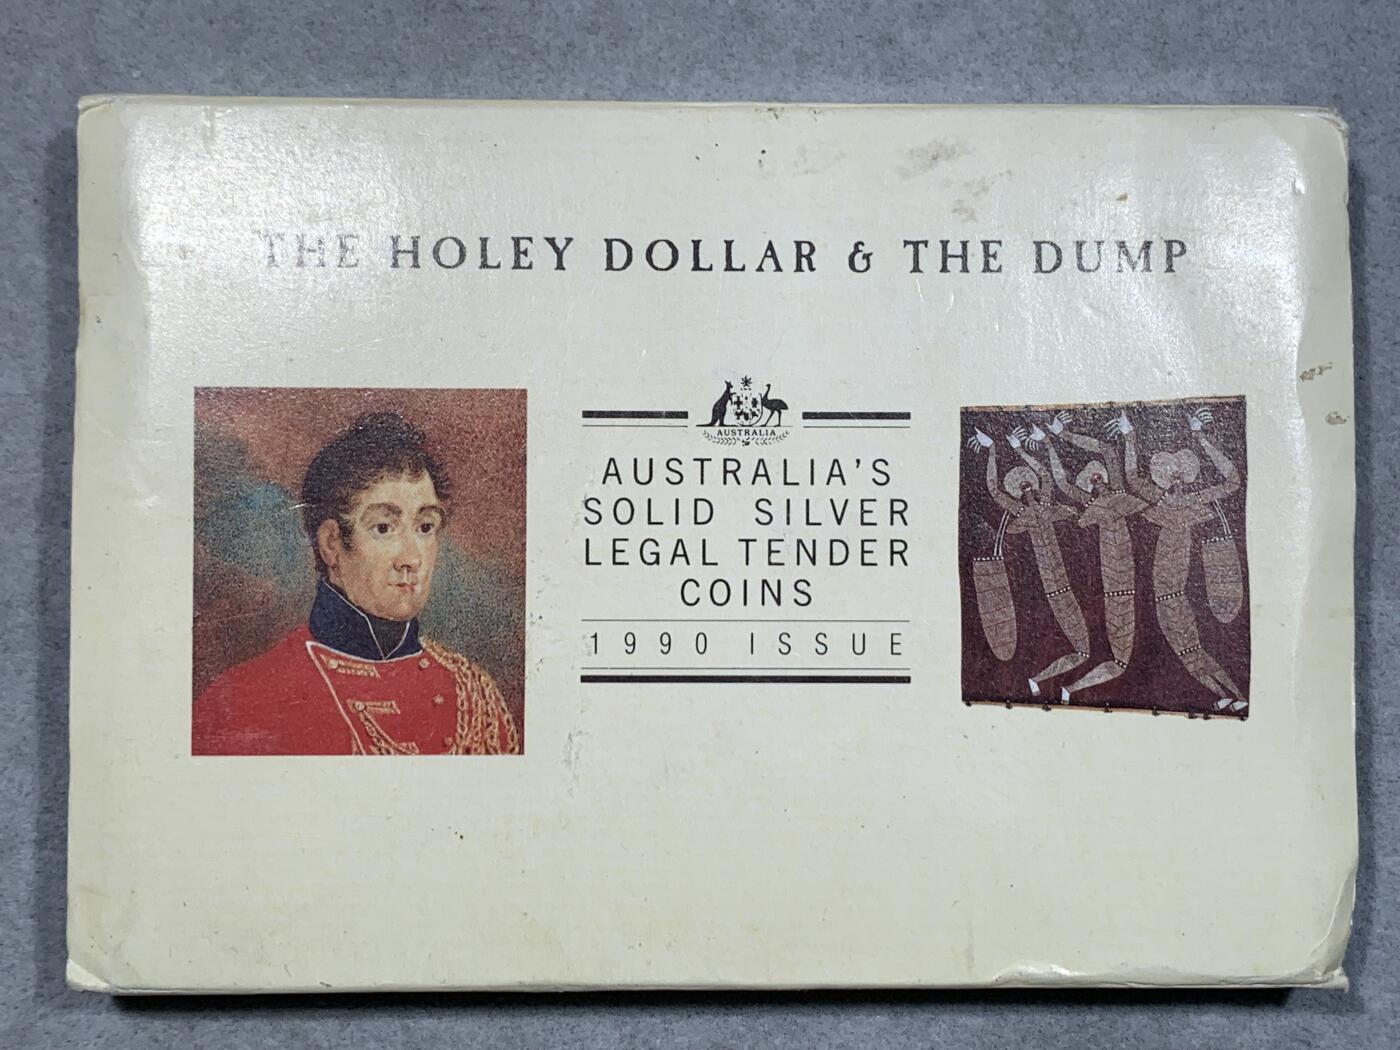 THE HOLEY DOLLAR & THE DUMP
AUSTRALIA
AUSTRALIA'S
SOLID SILVER
LEGAL TENDER
COINS
1990 ISSUE